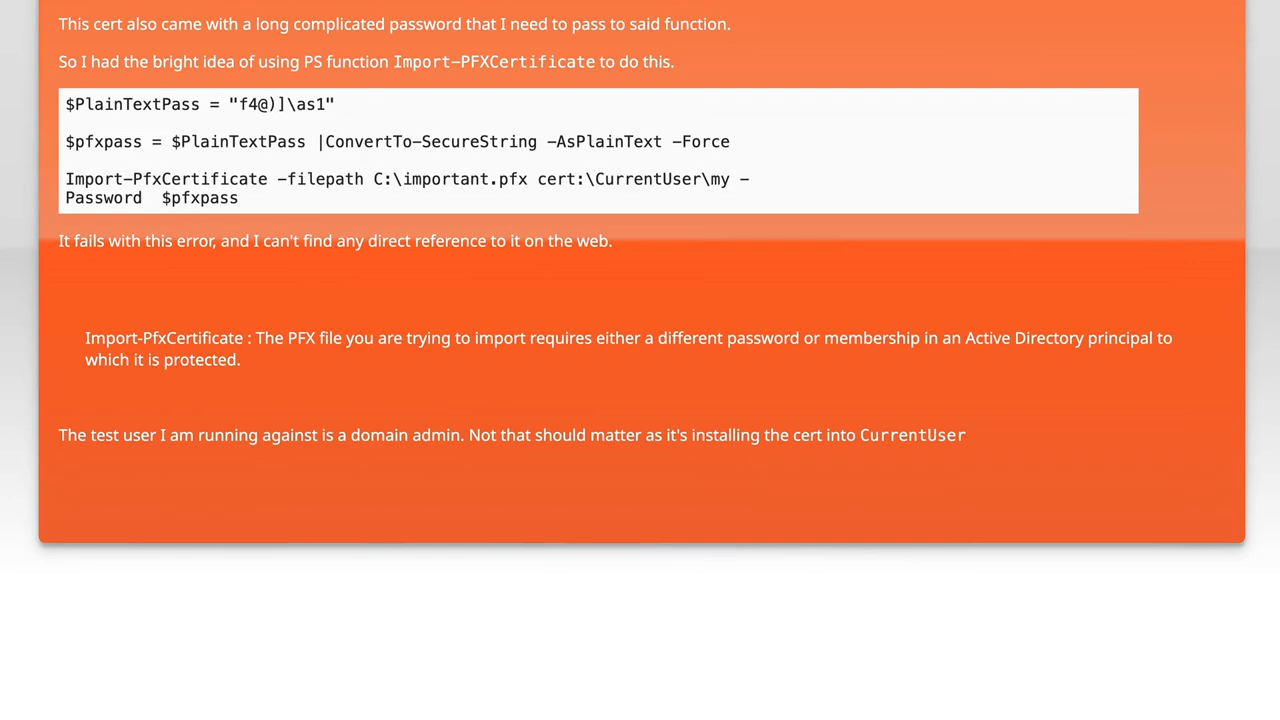 This cert also came with a long complicated password that I need to pass to said function.
So I had the bright idea of using PS function Import-PFXCertificate to do this.
$PlainTextPass = "f4@)]\as1"
$pfxpass = $PlainTextPass |ConvertTo-SecureString -AsPlainText -Force
Import-PfxCertificate -filepath C:\important.pfx cert:\CurrentUser\my -
Password  $pfxpass
It fails with this error, and I can't find any direct reference to it on the web.
Import-PfxCertificate : The PFX file you are trying to import requires either a different password or membership in an Active Directory principal to
which it is protected.
The test user I am running against is a domain admin. Not that should matter as it's installing the cert into CurrentUser